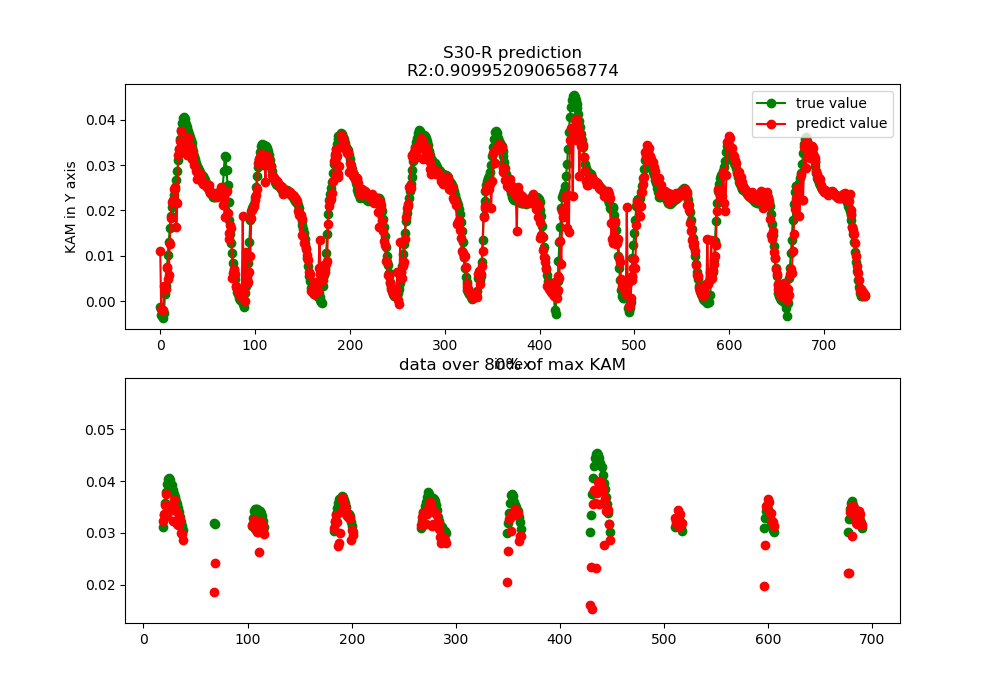 S30-R prediction
R2:0.9099520906568774
KAM in Y axis
0.04
0.03
0.02
0.01
0.00
true value
predict value
0 100 200 300 400 500 600 700
index
data over 80% of max KAM
0.05
0.04
0.03
0.02
0 100 200 300 400 500 600 700